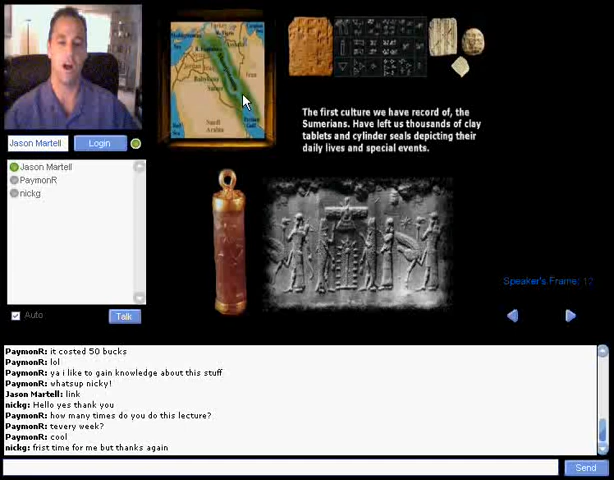 Jason Martell
Login
Jason Martell
PaymonR
nickg
Auto
Talk
Turkey
Iran
Saudi
Arabia
The first culture we have record of, the
Sumerians. Have left us thousands of clay
tablets and cylinder seals depicting their
daily lives and special events.
Speaker's Frame: 12
PaymonR: it costed 50 bucks
PaymonR: lol
PaymonR: ya i like to gain knowledge about this stuff
PaymonR: whatsup nicky!
Jason Martell: link
nickg: Hello yes thank you
PaymonR: how many times do you do this lecture?
PaymonR: tevery week?
PaymonR: cool
nickg: frist time for me but thanks again
Send